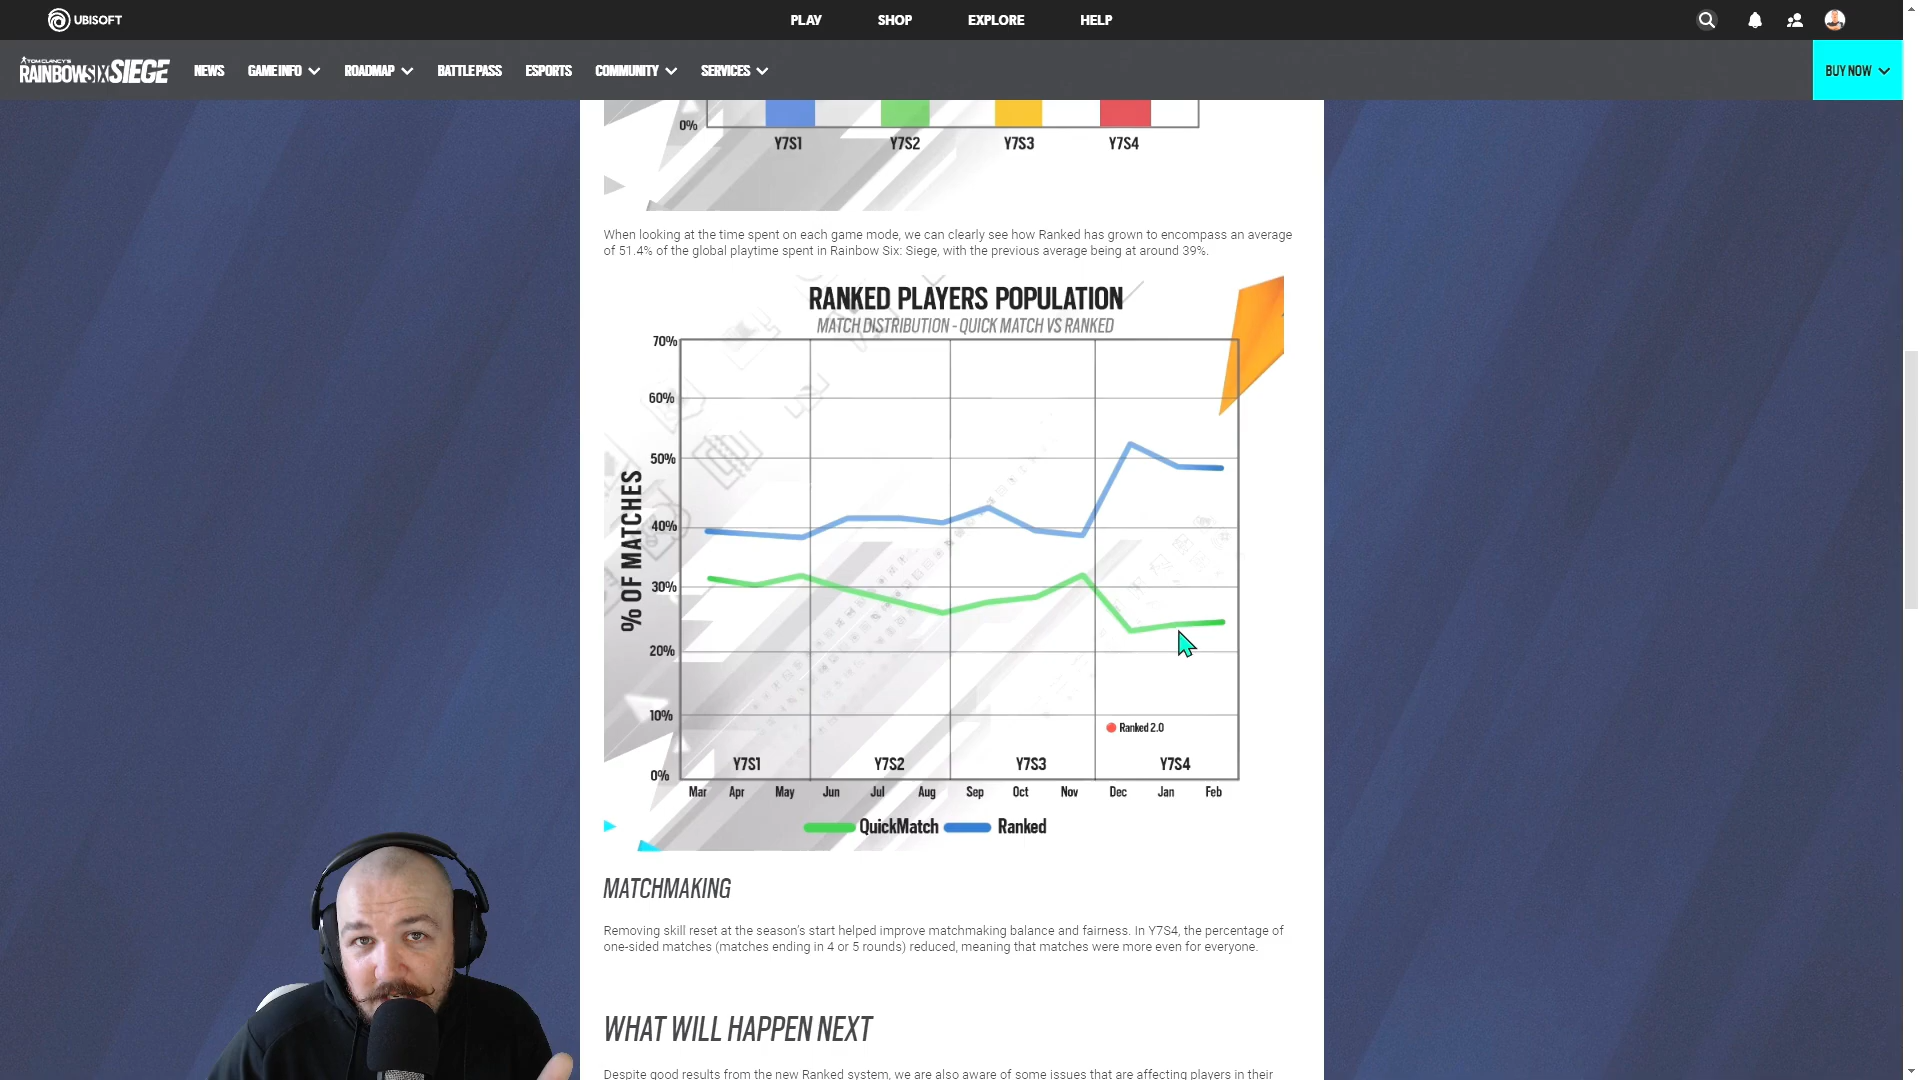 UBISOFT
PLAY SHOP EXPLORE HELP
TOM CLANCY'S
RAINBOWSIX SIEGE
NEWS GAME INFO ROADMAP BATTLE PASS ESPORTS COMMUNITY SERVICES
BUY NOW
0%
Y7S1 Y7S2 Y7S3 Y7S4
When looking at the time spent on each game mode, we can clearly see how Ranked has grown to encompass an average
of 51.4% of the global playtime spent in Rainbow Six: Siege, with the previous average being at around 39%.
RANKED PLAYERS POPULATION
MATCH DISTRIBUTION - QUICK MATCH VS RANKED
% OF MATCHES
70%
60%
50%
40%
30%
20%
10%
Ranked 2.0
Y7S1 Y7S2 Y7S3 Y7S4
0%
Mar Apr May Jun Jul Aug Sep Oct Nov Dec Jan Feb
QuickMatch Ranked
MATCHMAKING
Removing skill reset at the season's start helped improve matchmaking balance and fairness. In Y7S4, the percentage of
one-sided matches (matches ending in 4 or 5 rounds) reduced, meaning that matches were more even for everyone.
WHAT WILL HAPPEN NEXT
Despite good results from the new Ranked system, we are also aware of some issues that are affecting players in their